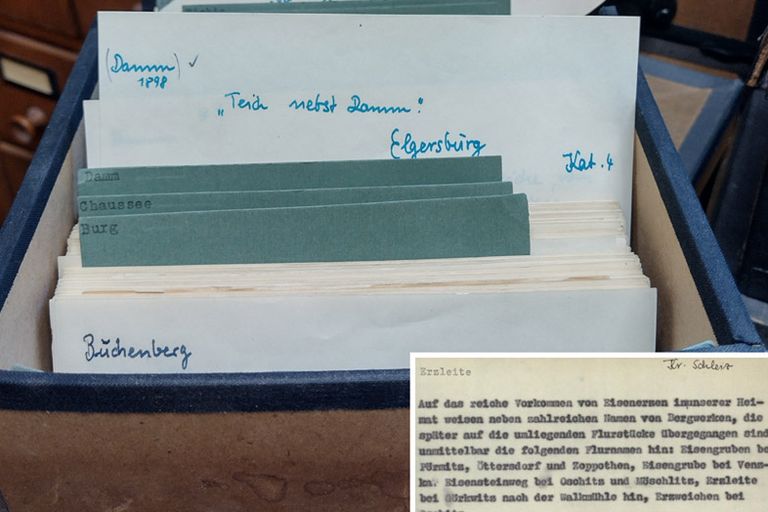 (Damm) ✓
1898
„Teich nebst Damm“
Elgersburg
Kat. 4
Damm
Chaussee
Burg
Buchenberg
Erzleite
Kr. Schleiz
Auf das reiche Vorkommen von Eisenerzen inunserer Hei-
mat weisen neben zahlreichen Namen von Bergwerken, die
später auf die umliegenden Flurstücke übergegangen sind
unmittelbar die folgenden Flurnamen hin: Eisengruben be
Pörmitz, Öttersdorf und Zoppothen, Eisengrube bei Venz-
ka, Eisensteinweg bei Oschitz und Möschlitz, Erzleite
bei Görkwitz nach der Walkmühle hin, Erzweichen bei